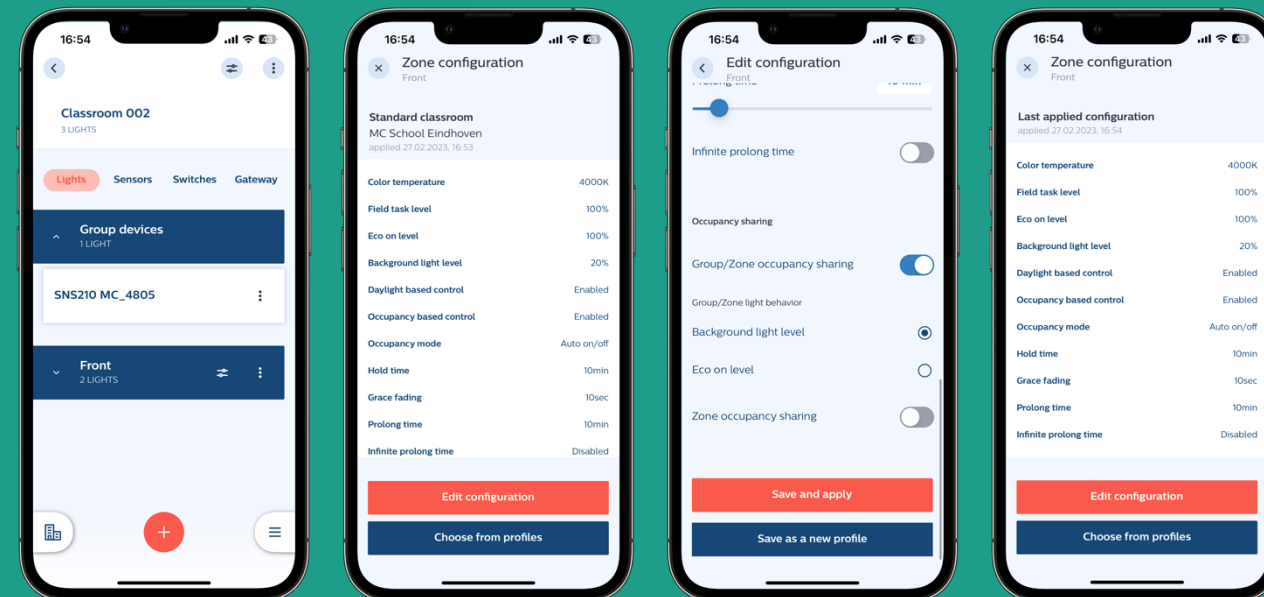 16:54
43
Classroom 002
3 LIGHTS
Lights Sensors Switches Gateway
Group devices
1 LIGHT
SNS210 MC_4805
Front
2 LIGHTS
16:54
43
Zone configuration
Front
Standard classroom
MC School Eindhoven
applied 27.02.2023, 16:53
Color temperature 4000K
Field task level 100%
Eco on level 100%
Background light level 20%
Daylight based control Enabled
Occupancy based control Enabled
Occupancy mode Auto on/off
Hold time 10min
Grace fading 10sec
Prolong time 10min
Infinite prolong time Disabled
Edit configuration
Choose from profiles
16:54
43
Edit configuration
Front
Prolong time 10 min
Infinite prolong time
Occupancy sharing
Group/Zone occupancy sharing
Group/Zone light behavior
Background light level
Eco on level
Zone occupancy sharing
Save and apply
Save as a new profile
16:54
43
Zone configuration
Front
Last applied configuration
applied 27.02.2023, 16:54
Color temperature 4000K
Field task level 100%
Eco on level 100%
Background light level 20%
Daylight based control Enabled
Occupancy based control Enabled
Occupancy mode Auto on/off
Hold time 10min
Grace fading 10sec
Prolong time 10min
Infinite prolong time Disabled
Edit configuration
Choose from profiles